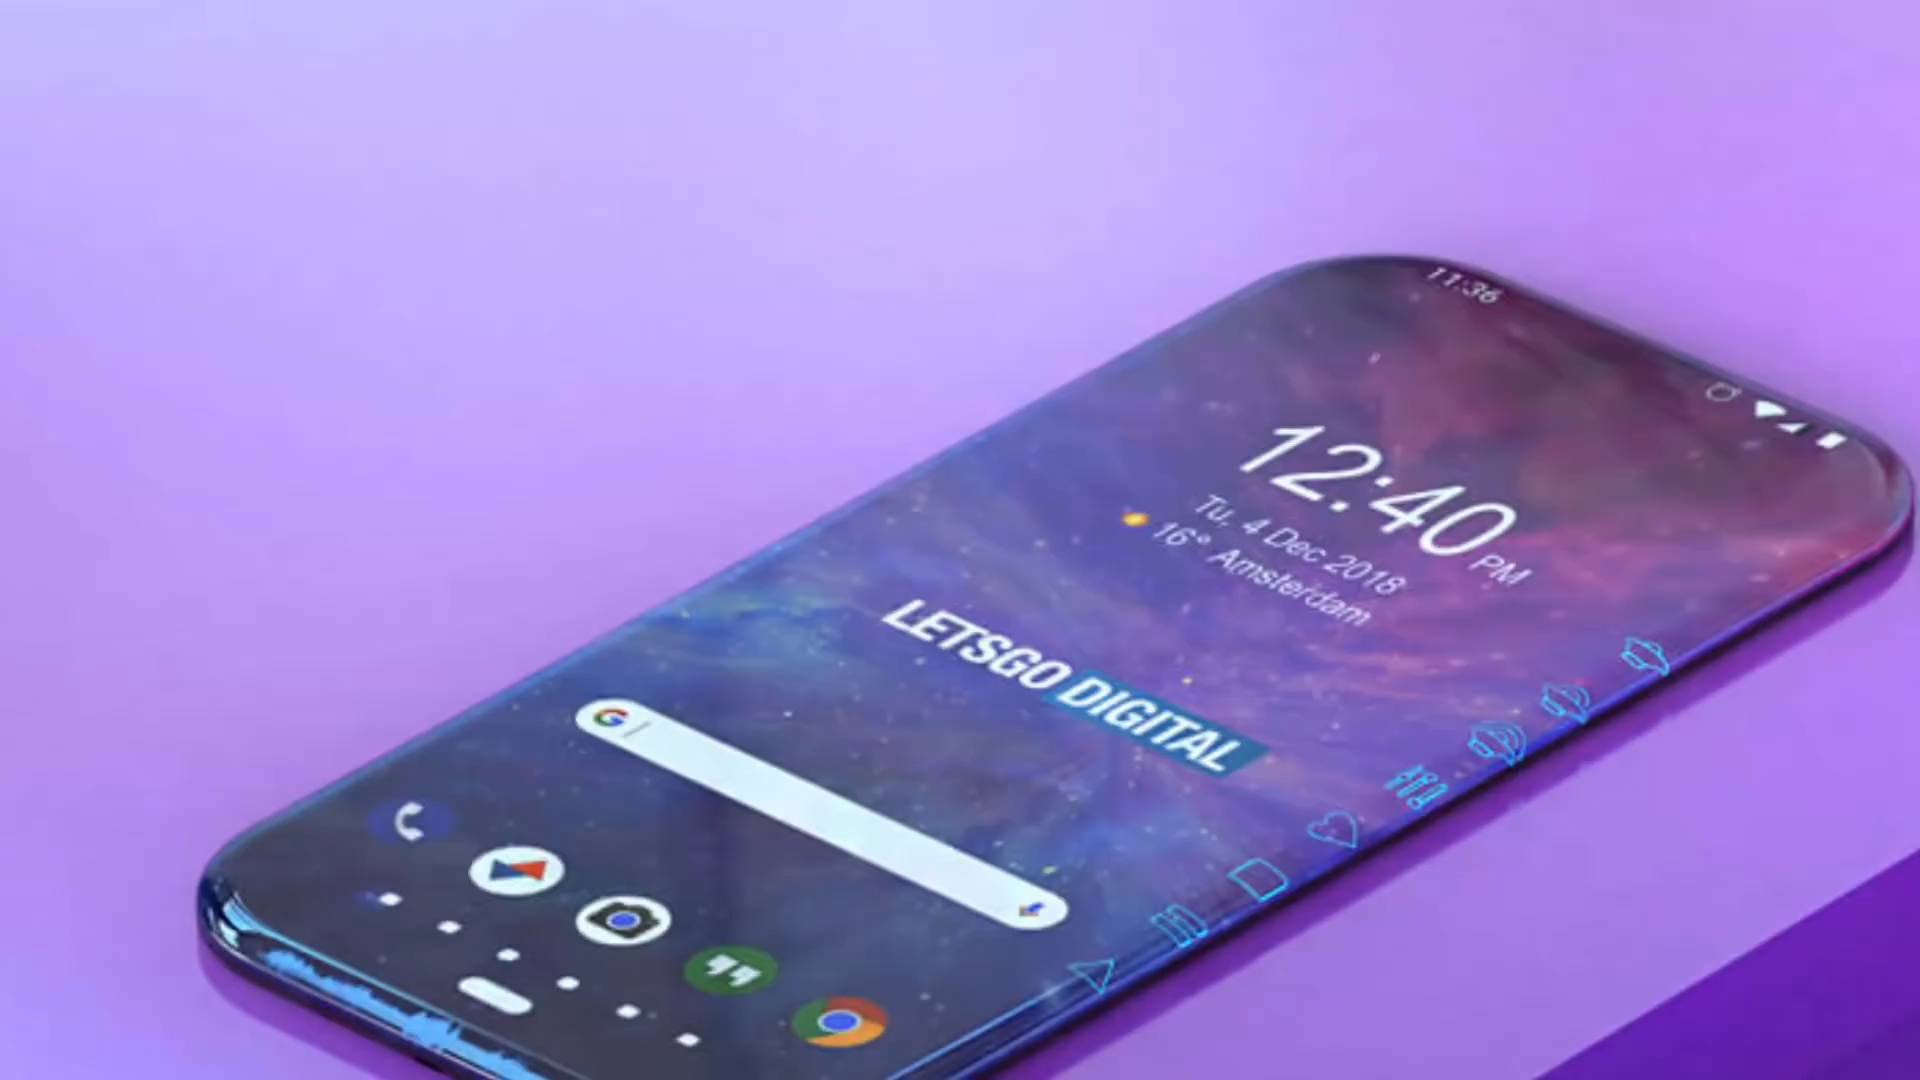 11:36
12:40 PM
Tu, 4 Dec 2018
16° Amsterdam
LETSGO DIGITAL
G